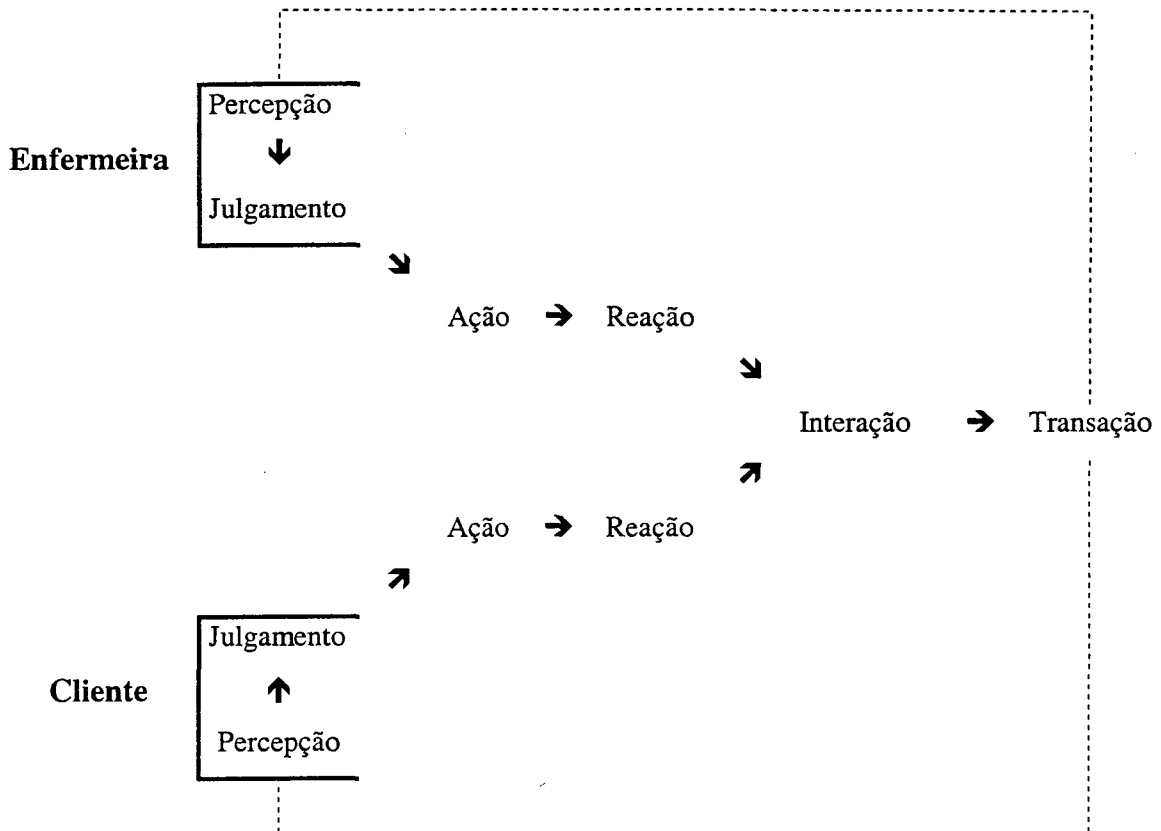 Percepção
Enfermeira
Julgamento
Ação → Reação
Interação → Transação
Ação → Reação
Julgamento
Cliente
Percepção